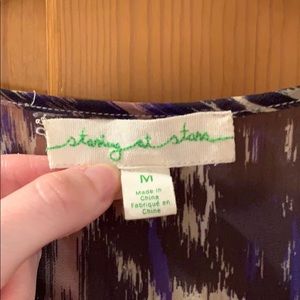 staring at stars
M
Made in
China
Fabriqué en
Chine